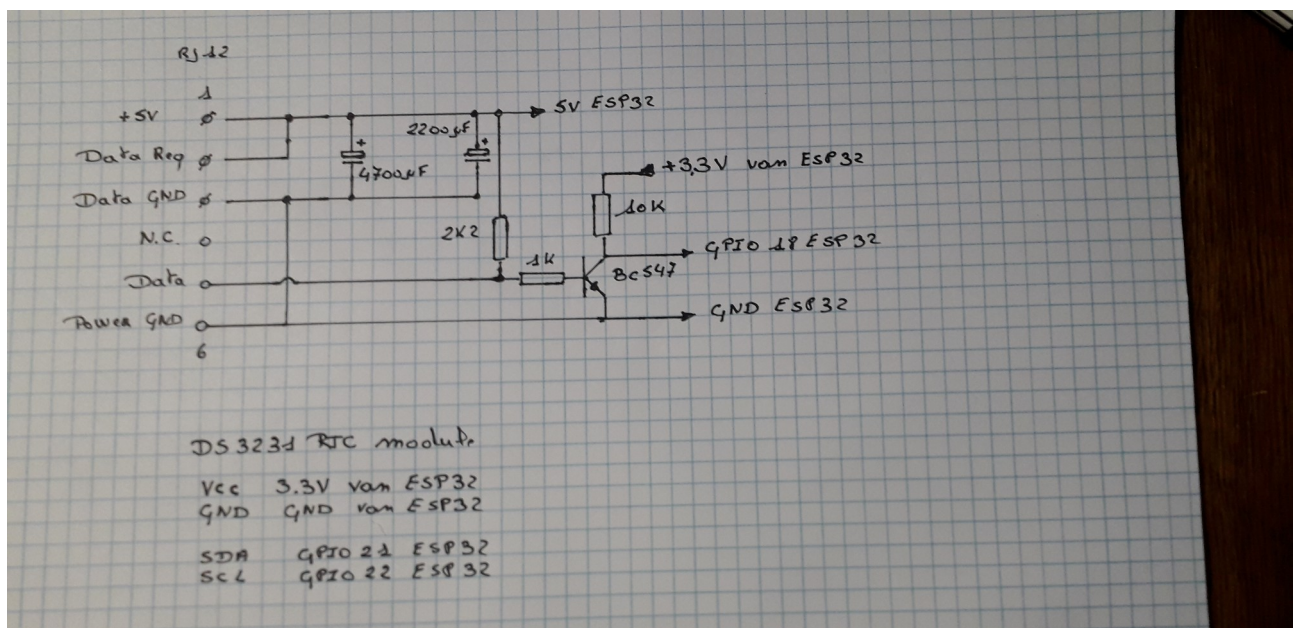 RJ12
1
+5V
5V ESP32
2200µF
Data Req
+3,3V van ESP32
4700µF
Data GND
10K
2K2
N.C.
GPIO 18 ESP32
1K
BC547
Data
GND ESP32
Power GND
6
DS3231 RTC module
Vcc 3.3V van ESP32
GND GND van ESP32
SDA GPIO 21 ESP32
SCL GPIO 22 ESP32